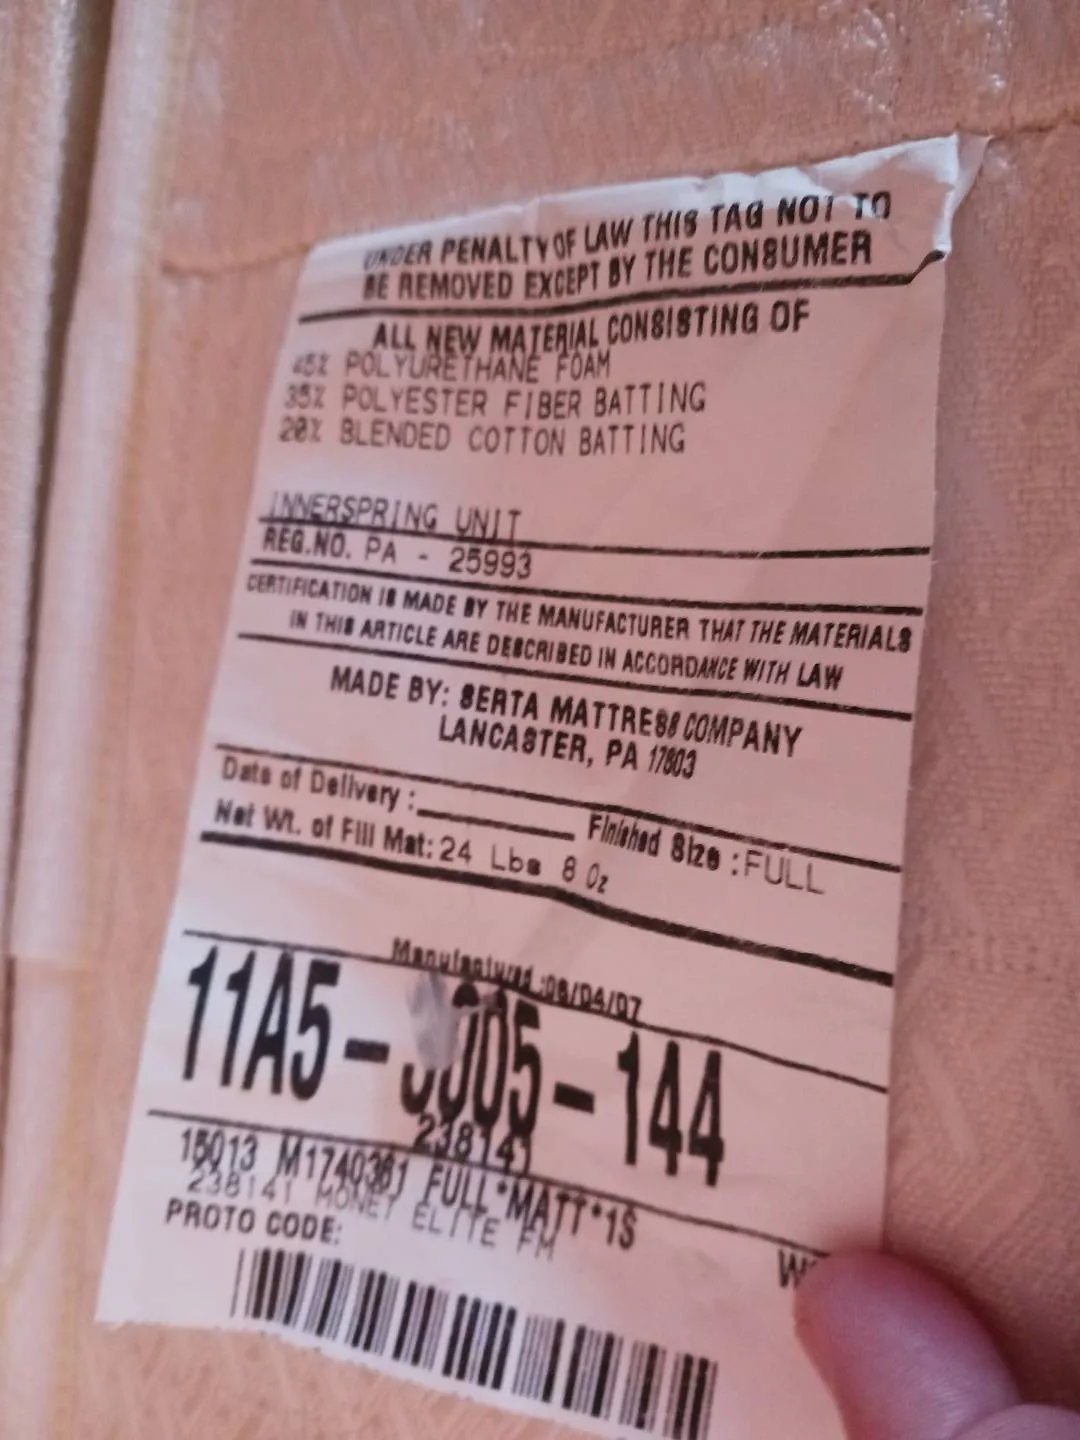 UNDER PENALTY OF LAW THIS TAG NOT TO
BE REMOVED EXCEPT BY THE CONSUMER
ALL NEW MATERIAL CONSISTING OF
45% POLYURETHANE FOAM
35% POLYESTER FIBER BATTING
20% BLENDED COTTON BATTING
INNERSPRING UNIT
REG.NO. PA - 25993
CERTIFICATION IS MADE BY THE MANUFACTURER THAT THE MATERIALS
IN THIS ARTICLE ARE DESCRIBED IN ACCORDANCE WITH LAW
MADE BY: SERTA MATTRESS COMPANY
LANCASTER, PA 17603
Date of Delivery :
Finished Size : FULL
Net Wt. of Fill Mat: 24 Lbs 8 Oz
Manufactured :06/04/07
11A5- -144
238141
15013 M1740361 FULL*MATT*1S
238141 MONEY ELITE FM
PROTO CODE: